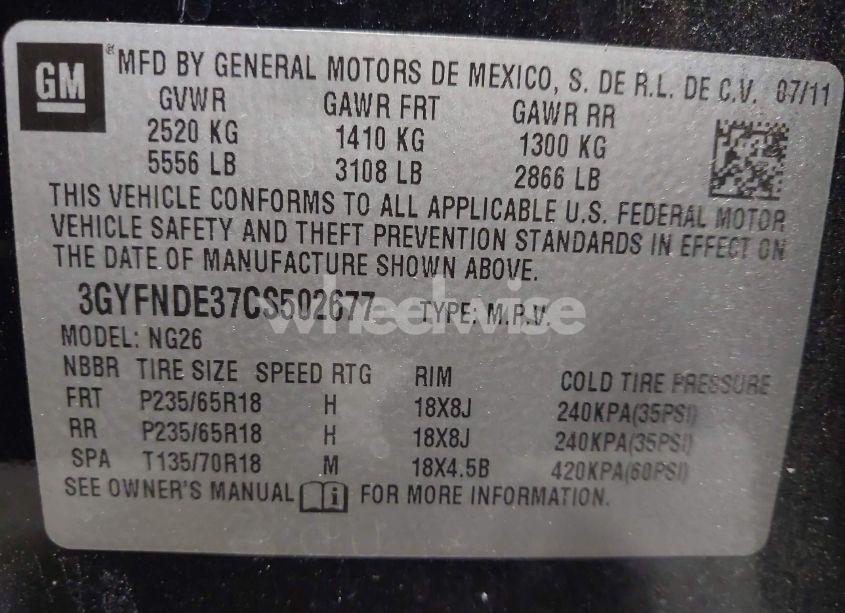 GM ® MFD BY GENERAL MOTORS DE MEXICO, S. DE R.L. DE C.V. 07/11
GVWR GAWR FRT GAWR RR
2520 KG 1410 KG 1300 KG
5556 LB 3108 LB 2866 LB
THIS VEHICLE CONFORMS TO ALL APPLICABLE U.S. FEDERAL MOTOR
VEHICLE SAFETY AND THEFT PREVENTION STANDARDS IN EFFECT ON
THE DATE OF MANUFACTURE SHOWN ABOVE.
3GYFNDE37CS502677 TYPE: M.P.V.
wheelwise
MODEL: NG26
NBBR TIRE SIZE SPEED RTG RIM COLD TIRE PRESSURE
FRT P235/65R18 H 18X8J 240KPA(35PSI)
RR P235/65R18 H 18X8J 240KPA(35PSI)
SPA T135/70R18 M 18X4.5B 420KPA(60PSI)
SEE OWNER'S MANUAL i FOR MORE INFORMATION.